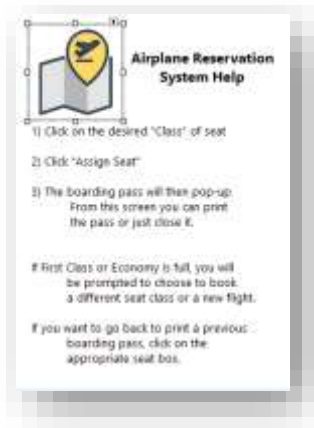 Airplane Reservation
System Help
1) Click on the desired "Class" of seat
2) Click "Assign Seat"
3) The boarding pass will then pop-up.
From this screen you can print
the pass or just close it.
If First Class or Economy is full, you will
be prompted to choose to book
a different seat class or a new flight.
If you want to go back to print a previous
boarding pass, click on the
appropriate seat box.